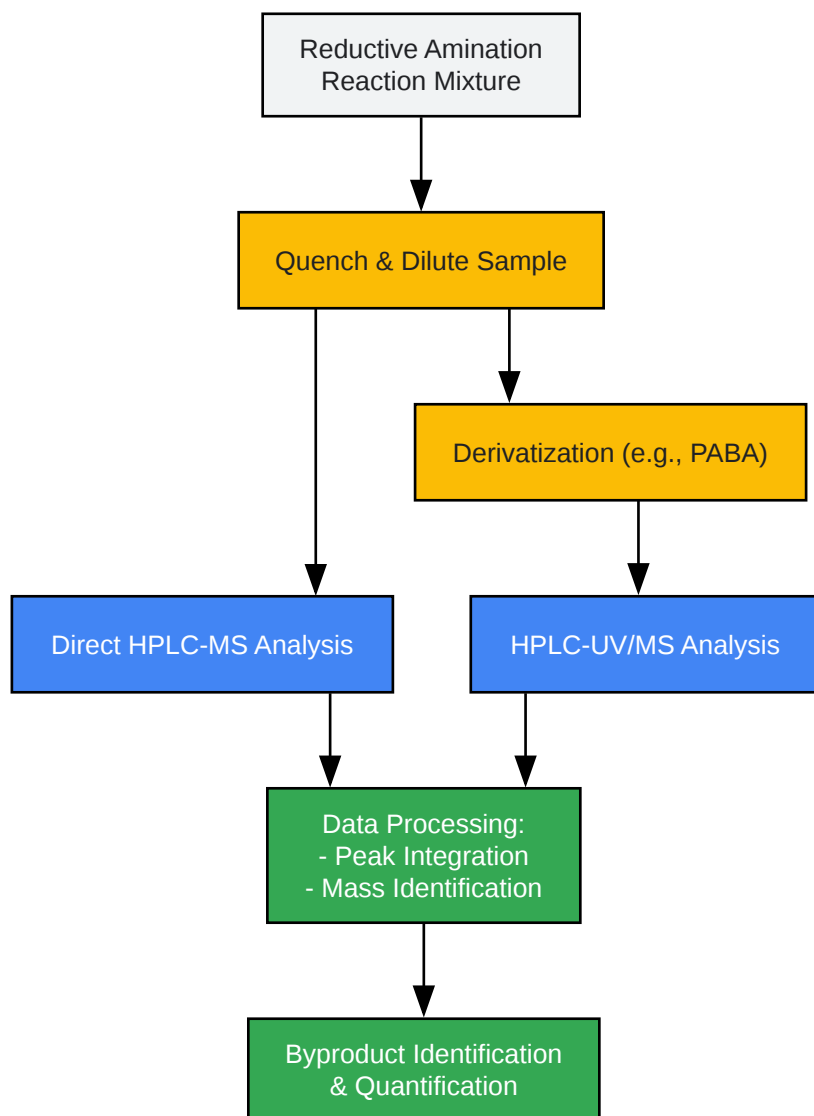 Reductive Amination
Reaction Mixture
Quench & Dilute Sample
Derivatization (e.g., PABA)
Direct HPLC-MS Analysis
HPLC-UV/MS Analysis
Data Processing:
- Peak Integration
- Mass Identification
Byproduct Identification
& Quantification